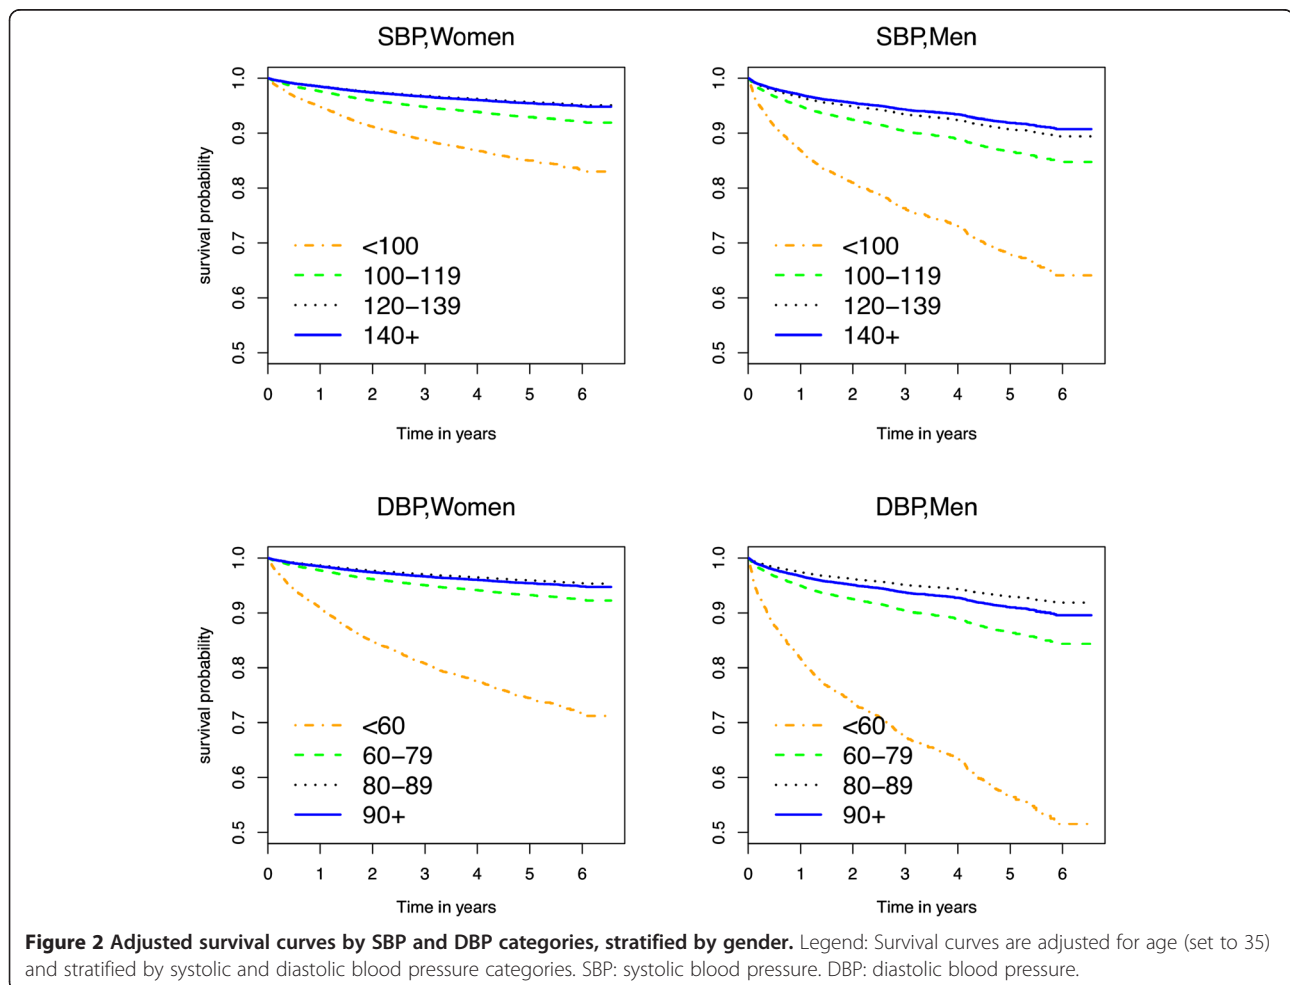 SBP,Women
survival probability
1.0
0.9
0.8
0.7
0.6
0.5
<100
100−119
120−139
140+
0 1 2 3 4 5 6
Time in years
SBP,Men
1.0
0.9
0.8
0.7
0.6
0.5
<100
100−119
120−139
140+
0 1 2 3 4 5 6
Time in years
DBP,Women
survival probability
1.0
0.9
0.8
0.7
0.6
0.5
<60
60−79
80−89
90+
0 1 2 3 4 5 6
Time in years
DBP,Men
1.0
0.9
0.8
0.7
0.6
0.5
<60
60−79
80−89
90+
0 1 2 3 4 5 6
Time in years
Figure 2 Adjusted survival curves by SBP and DBP categories, stratified by gender. Legend: Survival curves are adjusted for age (set to 35)
and stratified by systolic and diastolic blood pressure categories. SBP: systolic blood pressure. DBP: diastolic blood pressure.